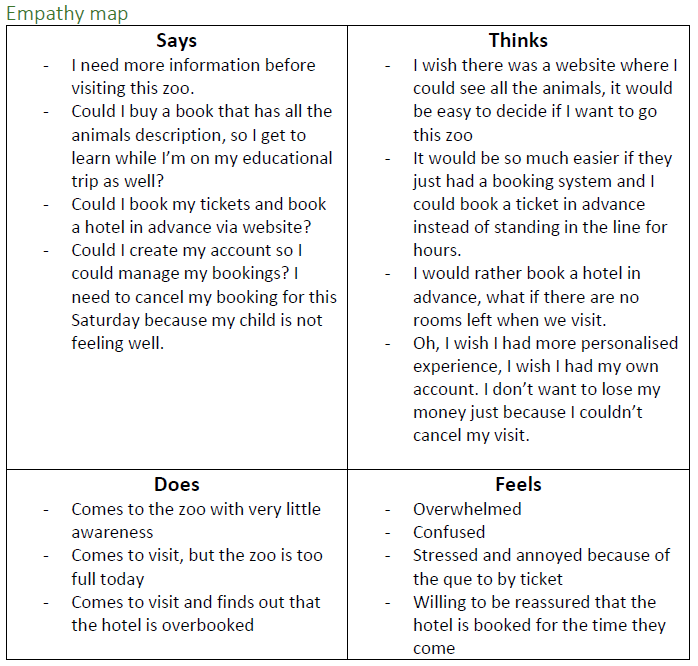 Empathy map
Says
- I need more information before
visiting this zoo.
- Could I buy a book that has all the
animals description, so I get to
learn while I'm on my educational
trip as well?
- Could I book my tickets and book
a hotel in advance via website?
- Could I create my account so I
could manage my bookings? I
need to cancel my booking for this
Saturday because my child is not
feeling well.
Thinks
- I wish there was a website where I
could see all the animals, it would
be easy to decide if I want to go
this zoo
- It would be so much easier if they
just had a booking system and I
could book a ticket in advance
instead of standing in the line for
hours.
- I would rather book a hotel in
advance, what if there are no
rooms left when we visit.
- Oh, I wish I had more personalised
experience, I wish I had my own
account. I don't want to lose my
money just because I couldn't
cancel my visit.
Does
- Comes to the zoo with very little
awareness
- Comes to visit, but the zoo is too
full today
- Comes to visit and finds out that
the hotel is overbooked
Feels
- Overwhelmed
- Confused
- Stressed and annoyed because of
the que to by ticket
- Willing to be reassured that the
hotel is booked for the time they
come